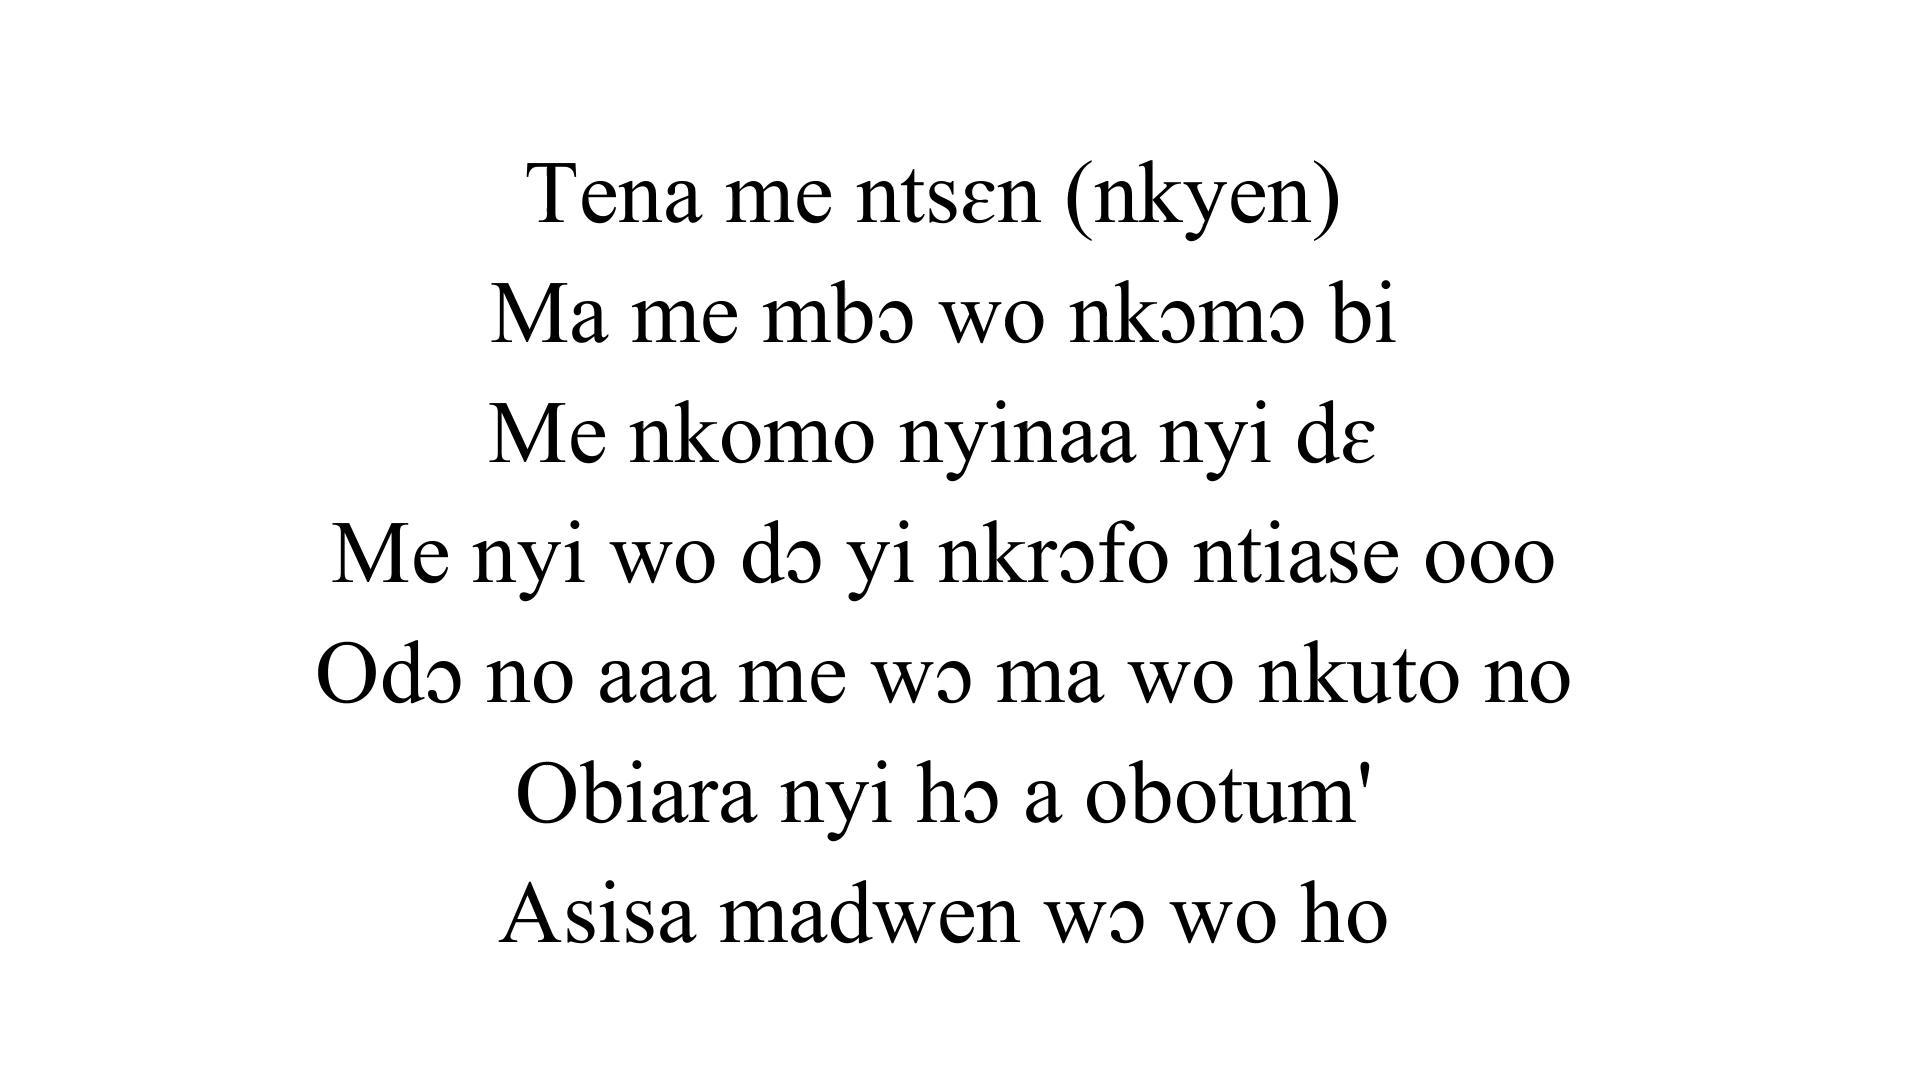 Tena me ntsɛn (nkyen)
Ma me mbɔ wo nkɔmɔ bi
Me nkomo nyinaa nyi dɛ
Me nyi wo dɔ yi nkrɔfo ntiase ooo
Odɔ no aaa me wɔ ma wo nkuto no
Obiara nyi hɔ a obotum'
Asisa madwen wɔ wo ho